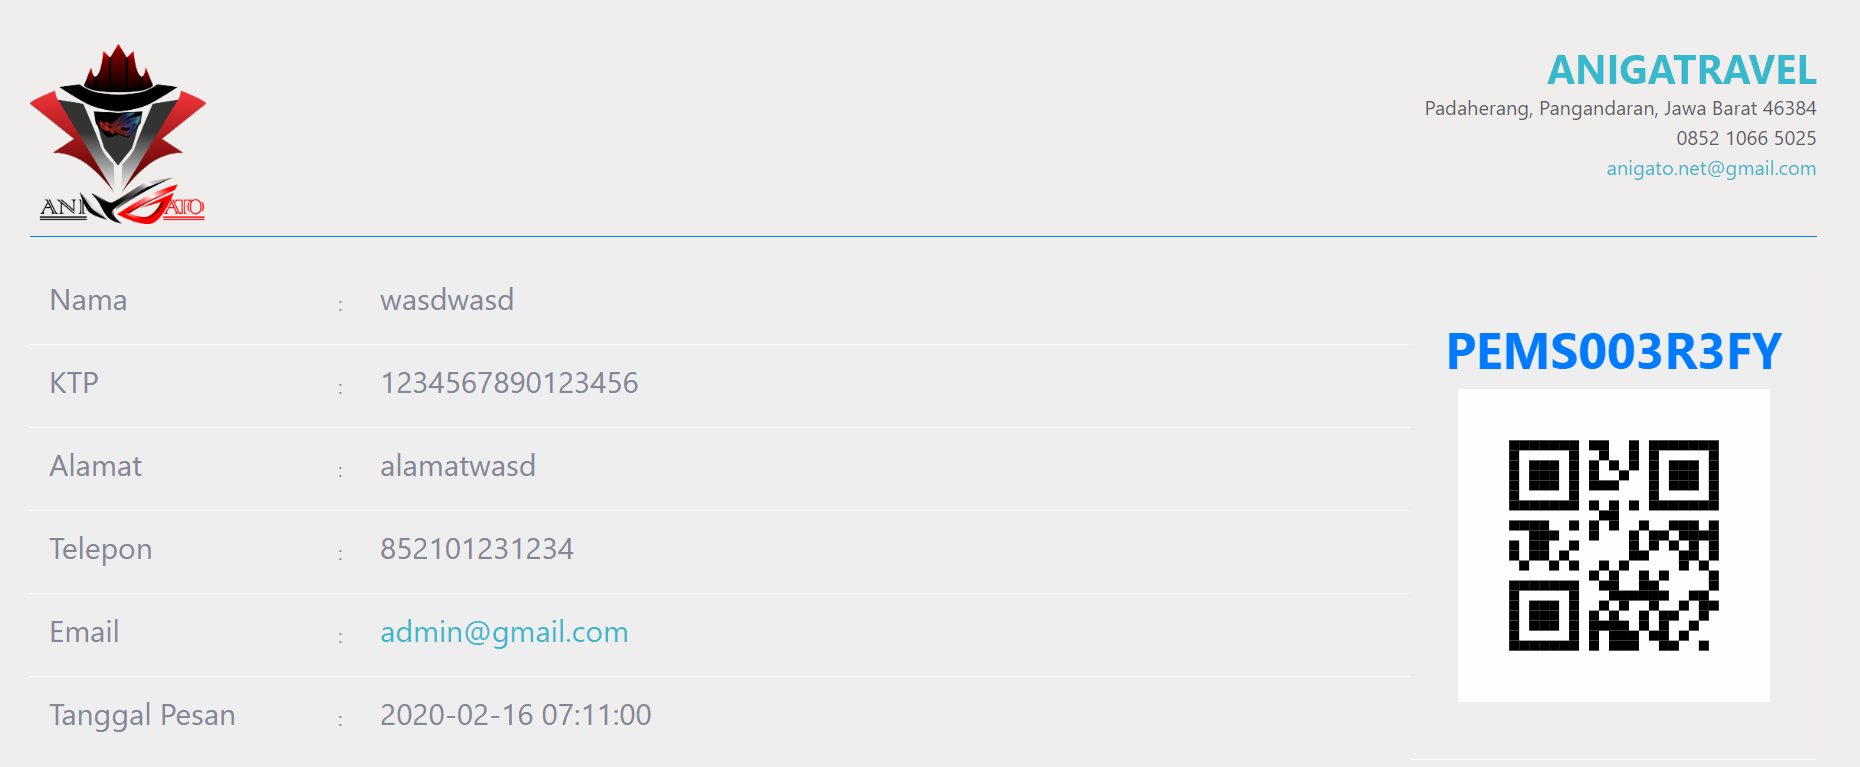 ANIGATO
ANIGATRAVEL
Padaherang, Pangandaran, Jawa Barat 46384
0852 1066 5025
anigato.net@gmail.com
Nama : wasdwasd
KTP : 1234567890123456
Alamat : alamatwasd
Telepon : 852101231234
Email : admin@gmail.com
Tanggal Pesan : 2020-02-16 07:11:00
PEMS003R3FY